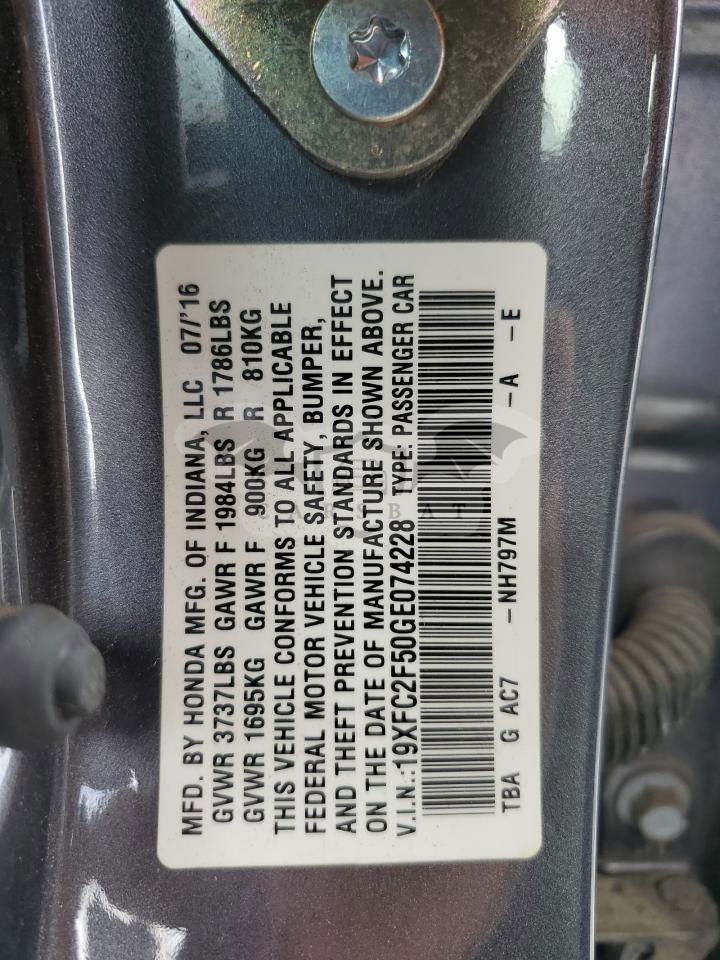 MFD. BY HONDA MFG. OF INDIANA, LLC 07/'16
GVWR 3737LBS GAWR F 1984LBS R 1786LBS
GVWR 1695KG GAWR F 900KG R 810KG
THIS VEHICLE CONFORMS TO ALL APPLICABLE
FEDERAL MOTOR VEHICLE SAFETY, BUMPER,
AND THEFT PREVENTION STANDARDS IN EFFECT
ON THE DATE OF MANUFACTURE SHOWN ABOVE.
V.I.N.:19XFC2F50GE074228 TYPE: PASSENGER CAR
TBA G AC7 -NH797M -A -E
CARSBAT